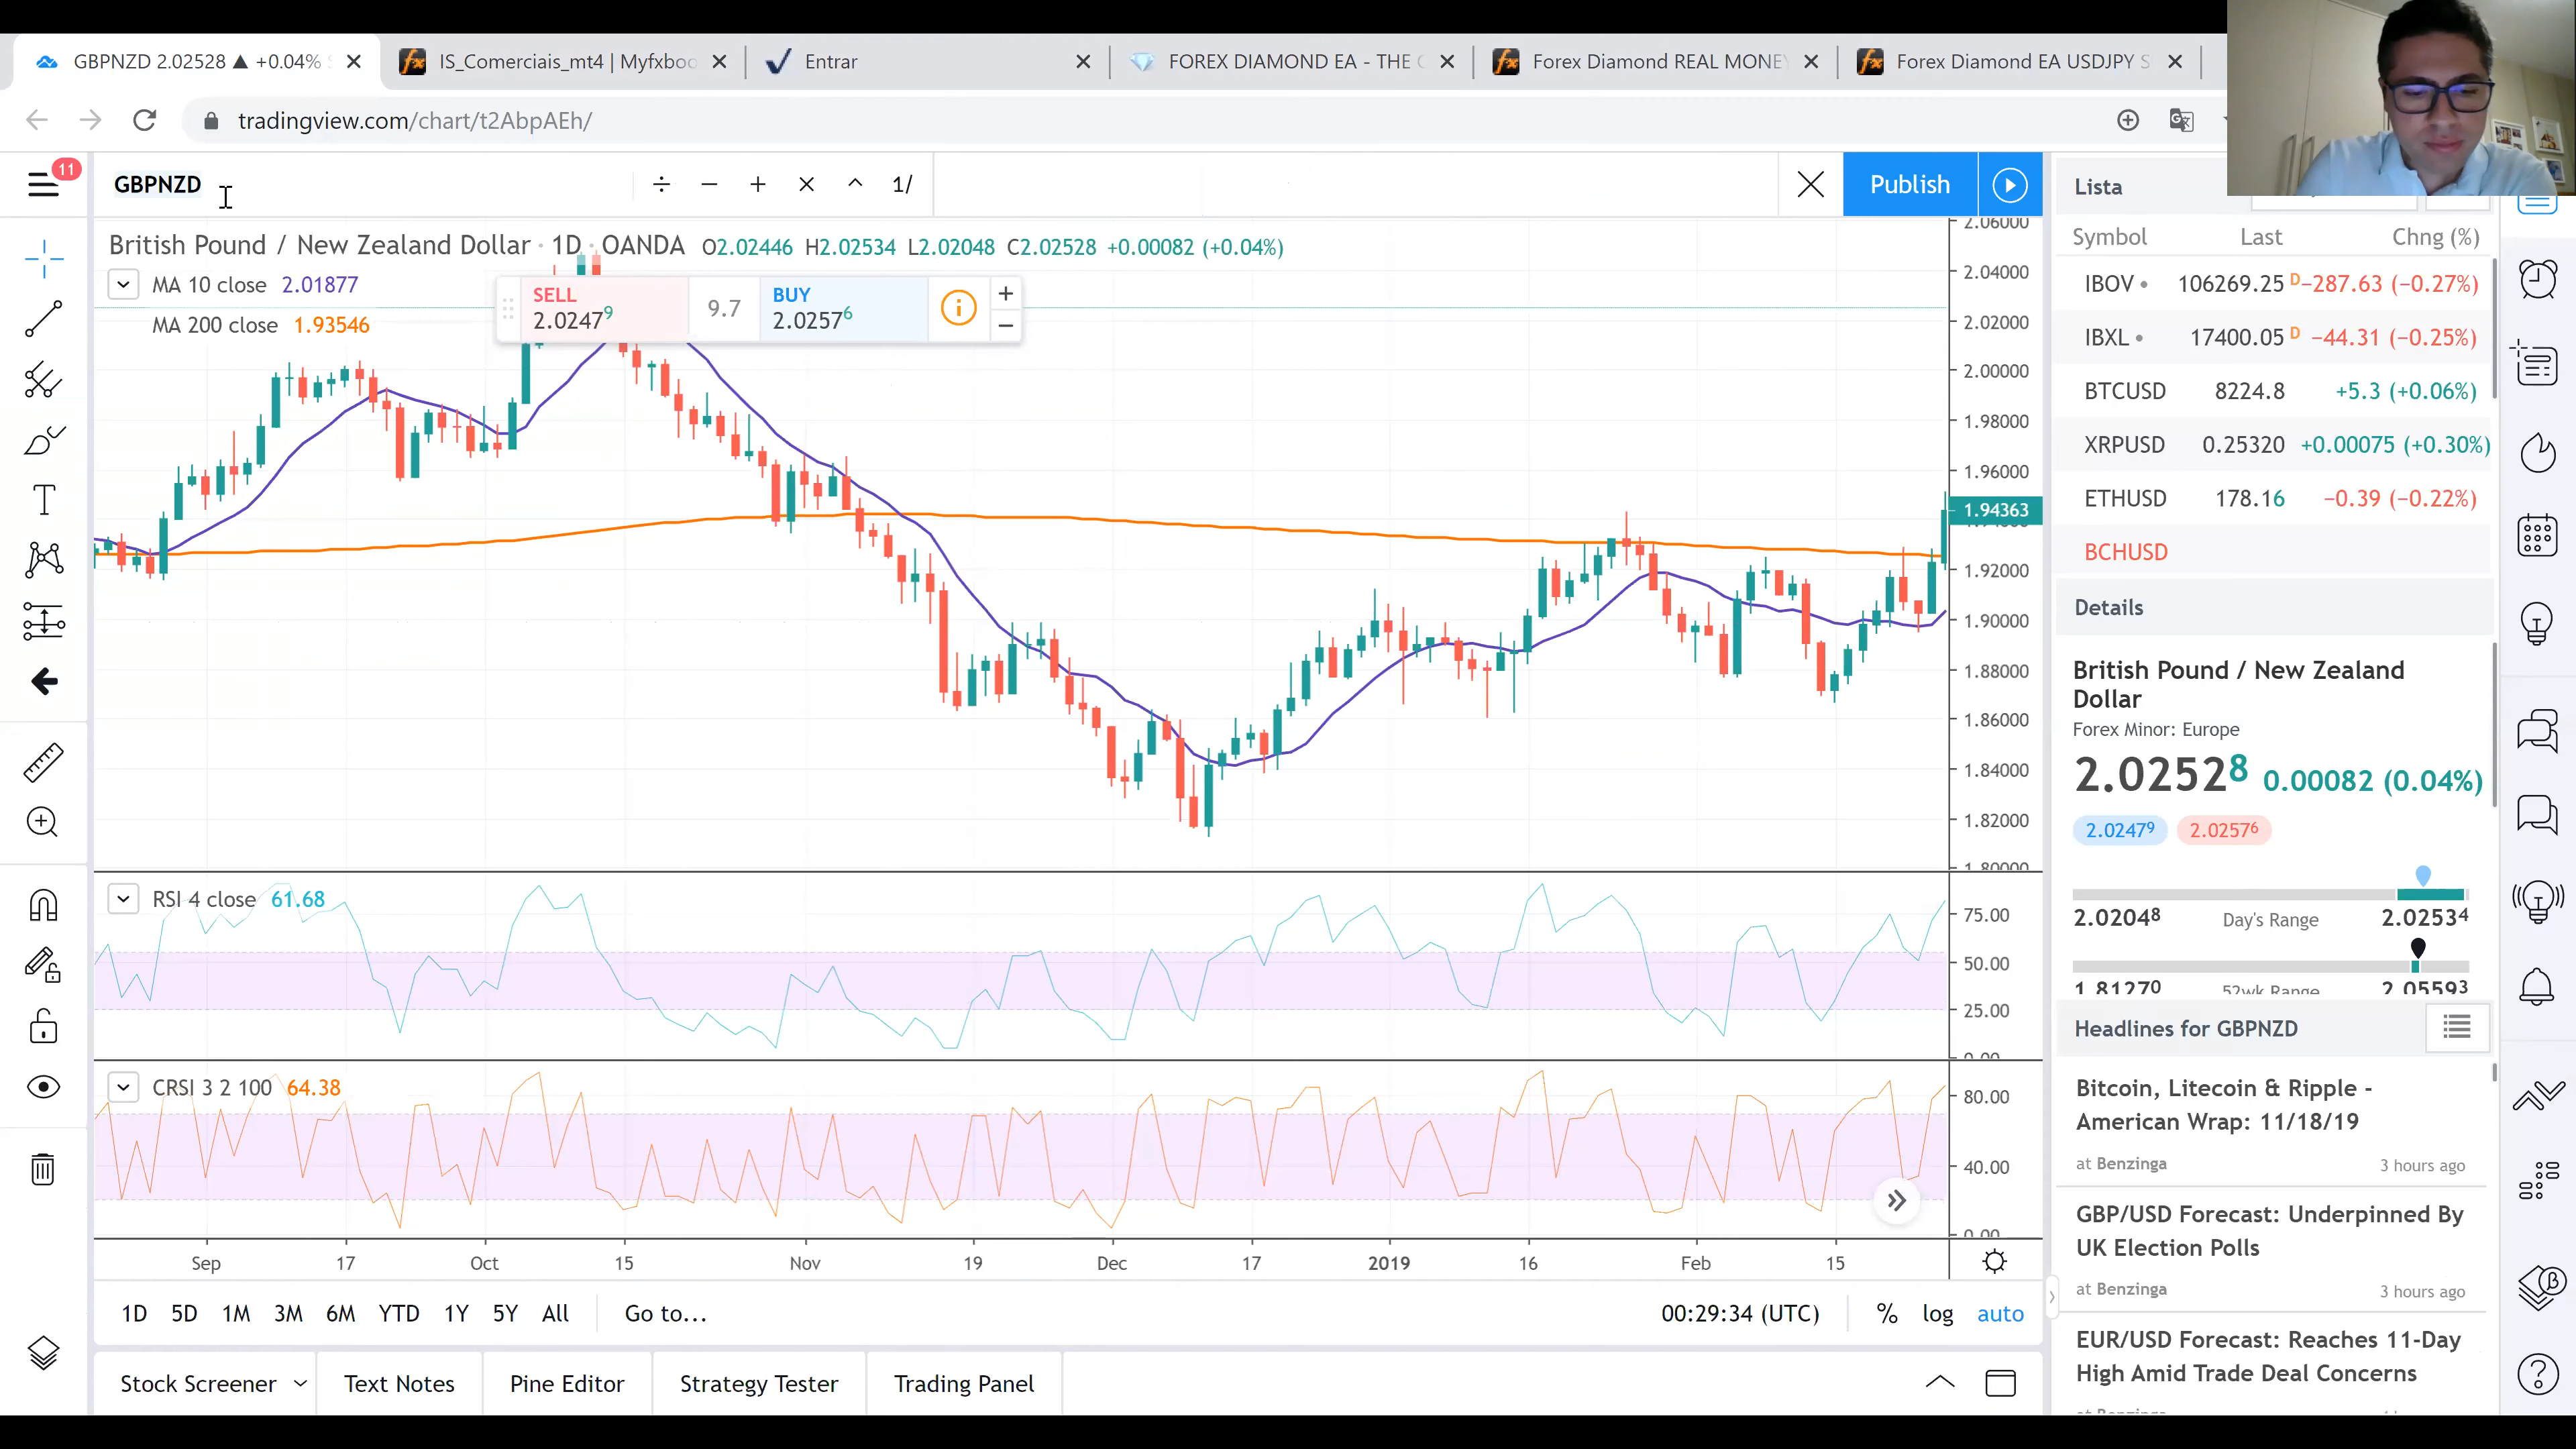 GBPNZD 2.02528 ▲ +0.04%
IS_Comerciais_mt4 | Myfxboo
Entrar
FOREX DIAMOND EA - THE
Forex Diamond REAL MONEY
Forex Diamond EA USDJPY S
tradingview.com/chart/t2AbpAEh/
11
GBPNZD
÷ − + × ^ 1/
Publish
British Pound / New Zealand Dollar · 1D · OANDA O2.02446 H2.02534 L2.02048 C2.02528 +0.00082 (+0.04%)
MA 10 close 2.01877
MA 200 close 1.93546
SELL
2.02479
9.7
BUY
2.02576
2.06000
2.04000
2.02000
2.00000
1.98000
1.96000
1.94363
1.92000
1.90000
1.88000
1.86000
1.84000
1.82000
1.80000
RSI 4 close 61.68
75.00
50.00
25.00
0.00
CRSI 3 2 100 64.38
80.00
40.00
0.00
Sep 17 Oct 15 Nov 19 Dec 17 2019 16 Feb 15
1D 5D 1M 3M 6M YTD 1Y 5Y All Go to... 00:29:34 (UTC) % log auto
Stock Screener Text Notes Pine Editor Strategy Tester Trading Panel
Lista
Symbol Last Chng (%)
IBOV 106269.25 D −287.63 (−0.27%)
IBXL 17400.05 D −44.31 (−0.25%)
BTCUSD 8224.8 +5.3 (+0.06%)
XRPUSD 0.25320 +0.00075 (+0.30%)
ETHUSD 178.16 −0.39 (−0.22%)
BCHUSD
Details
British Pound / New Zealand
Dollar
Forex Minor: Europe
2.02528 0.00082 (0.04%)
2.02479 2.02576
2.02048 Day's Range 2.02534
1.81270 52wk Range 2.05593
Headlines for GBPNZD
Bitcoin, Litecoin & Ripple -
American Wrap: 11/18/19
at Benzinga 3 hours ago
GBP/USD Forecast: Underpinned By
UK Election Polls
at Benzinga 3 hours ago
EUR/USD Forecast: Reaches 11-Day
High Amid Trade Deal Concerns
at Benzinga